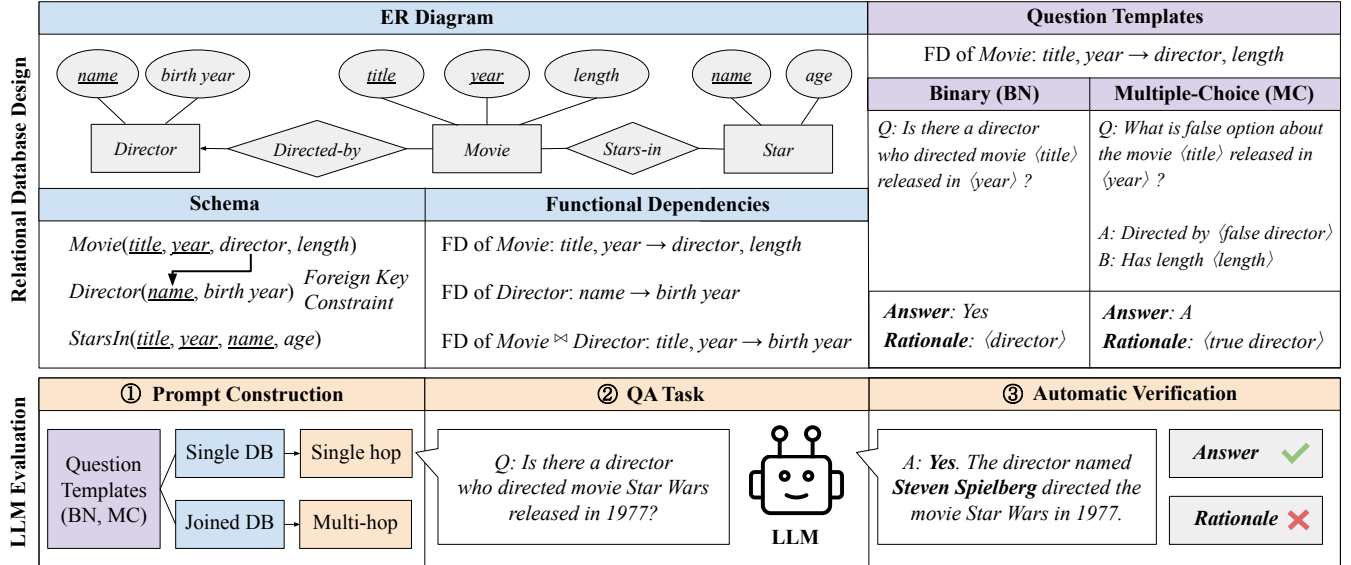 Relational Database Design
ER Diagram
name
birth year
title
year
length
name
age
Director
Directed-by
Movie
Stars-in
Star
Schema
Movie(title, year, director, length)
Director(name, birth year)
Foreign Key
Constraint
StarsIn(title, year, name, age)
Functional Dependencies
FD of Movie: title, year → director, length
FD of Director: name → birth year
FD of Movie ⋈ Director: title, year → birth year
Question Templates
FD of Movie: title, year → director, length
Binary (BN)
Q: Is there a director
who directed movie ⟨title⟩
released in ⟨year⟩ ?
Answer: Yes
Rationale: ⟨director⟩
Multiple-Choice (MC)
Q: What is false option about
the movie ⟨title⟩ released in
⟨year⟩ ?
A: Directed by ⟨false director⟩
B: Has length ⟨length⟩
Answer: A
Rationale: ⟨true director⟩
LLM Evaluation
① Prompt Construction
Question
Templates
(BN, MC)
Single DB
Single hop
Joined DB
Multi-hop
② QA Task
Q: Is there a director
who directed movie Star Wars
released in 1977?
LLM
③ Automatic Verification
A: Yes. The director named
Steven Spielberg directed the
movie Star Wars in 1977.
Answer
Rationale